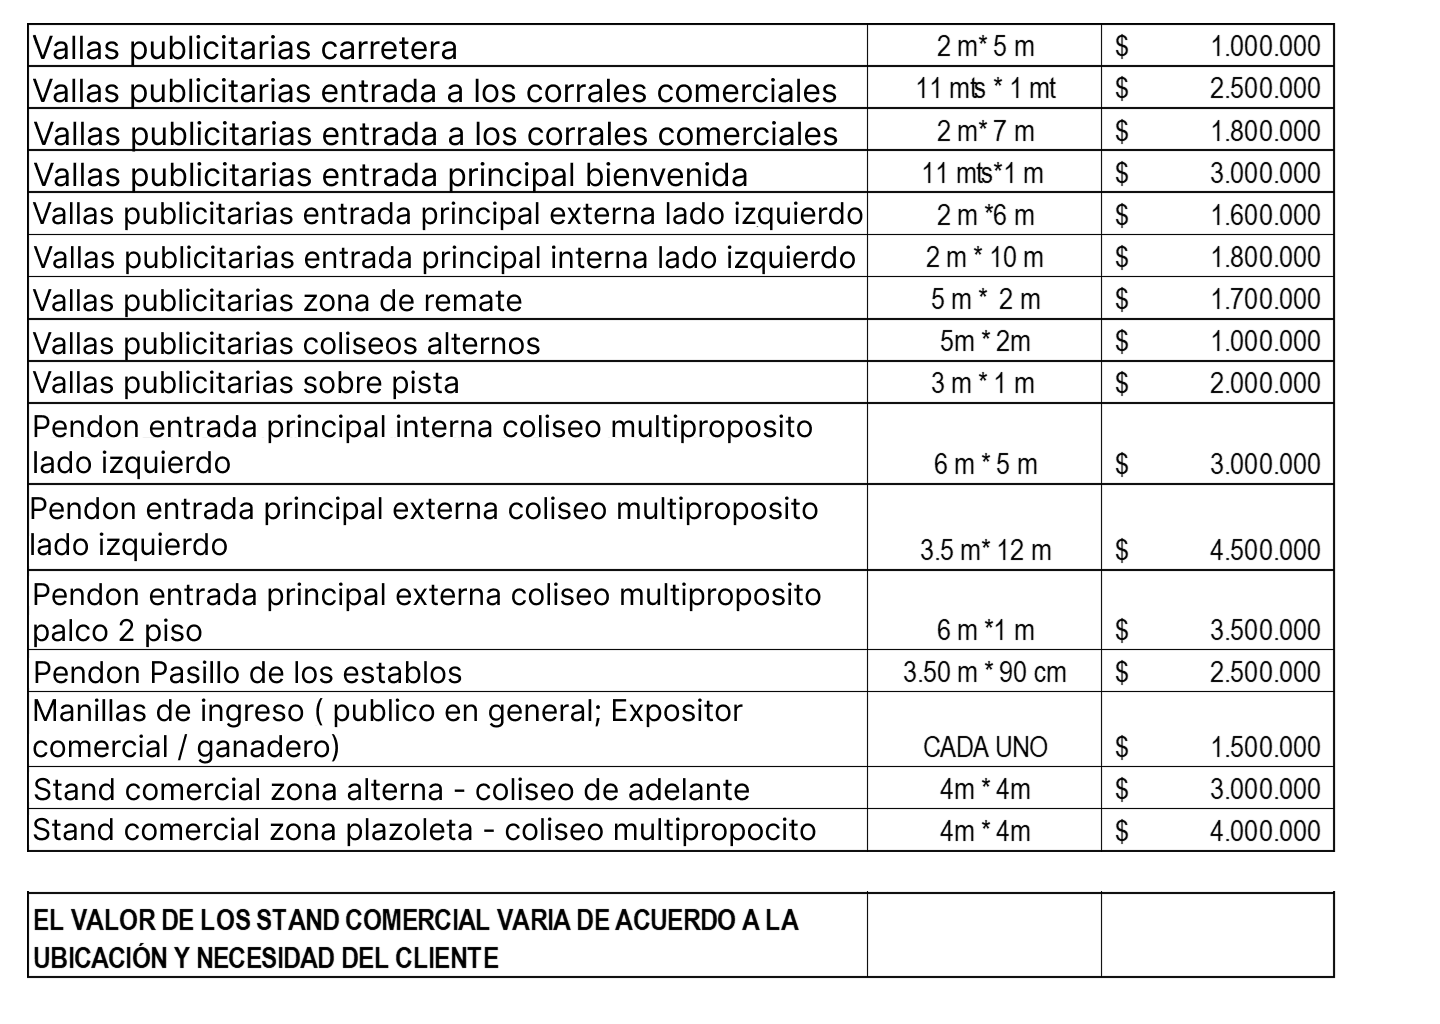 Vallas publicitarias carretera 2 m* 5 m $ 1.000.000
Vallas publicitarias entrada a los corrales comerciales 11 mts * 1 mt $ 2.500.000
Vallas publicitarias entrada a los corrales comerciales 2 m* 7 m $ 1.800.000
Vallas publicitarias entrada principal bienvenida 11 mts*1 m $ 3.000.000
Vallas publicitarias entrada principal externa lado izquierdo 2 m *6 m $ 1.600.000
Vallas publicitarias entrada principal interna lado izquierdo 2 m * 10 m $ 1.800.000
Vallas publicitarias zona de remate 5 m * 2 m $ 1.700.000
Vallas publicitarias coliseos alternos 5m * 2m $ 1.000.000
Vallas publicitarias sobre pista 3 m * 1 m $ 2.000.000
Pendon entrada principal interna coliseo multiproposito
lado izquierdo 6 m * 5 m $ 3.000.000
Pendon entrada principal externa coliseo multiproposito
lado izquierdo 3.5 m* 12 m $ 4.500.000
Pendon entrada principal externa coliseo multiproposito
palco 2 piso 6 m *1 m $ 3.500.000
Pendon Pasillo de los establos 3.50 m * 90 cm $ 2.500.000
Manillas de ingreso ( publico en general; Expositor
comercial / ganadero) CADA UNO $ 1.500.000
Stand comercial zona alterna - coliseo de adelante 4m * 4m $ 3.000.000
Stand comercial zona plazoleta - coliseo multipropocito 4m * 4m $ 4.000.000
EL VALOR DE LOS STAND COMERCIAL VARIA DE ACUERDO A LA
UBICACIÓN Y NECESIDAD DEL CLIENTE